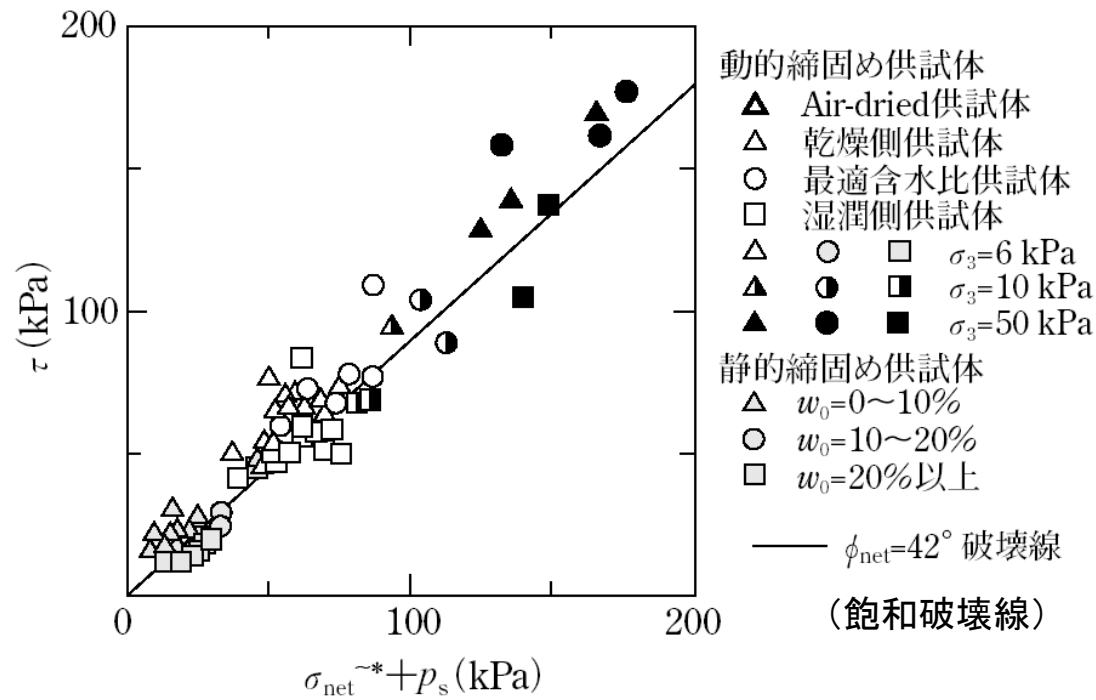 200
100
τ (kPa)
0
100
200
σnet~*+ps(kPa)
動的締固め供試体
Air-dried供試体
乾燥側供試体
最適含水比供試体
湿潤側供試体
σ3=6 kPa
σ3=10 kPa
σ3=50 kPa
静的締固め供試体
w0=0～10%
w0=10～20%
w0=20%以上
ϕnet=42° 破壊線
（飽和破壊線）